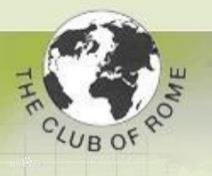 THE CLUB OF ROME